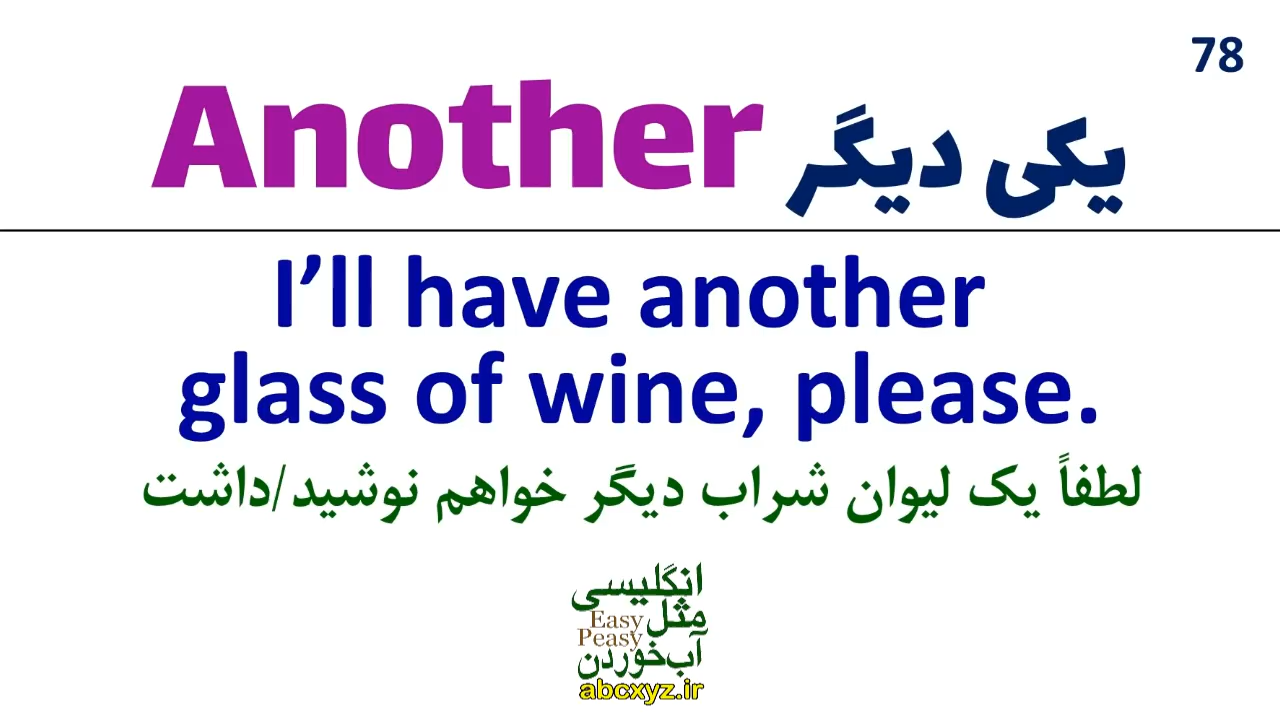 78
Another یکی دیگر
I’ll have another
glass of wine, please.
لطفاً یک لیوان شراب دیگر خواهم نوشید/داشت
انگلیسی
مثل
Easy
Peasy
آب‌خوردن
abcxyz.ir